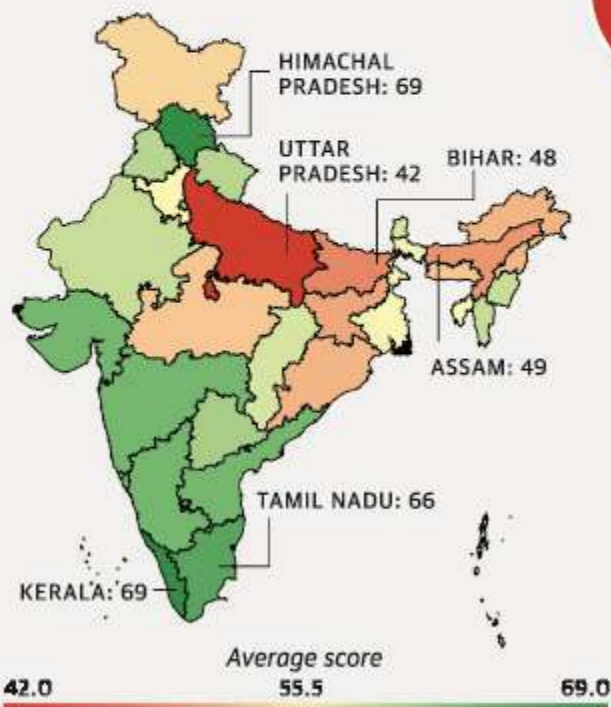 HIMACHAL
PRADESH: 69
UTTAR
PRADESH: 42
BIHAR: 48
ASSAM: 49
TAMIL NADU: 66
KERALA: 69
Average score
42.0 55.5 69.0